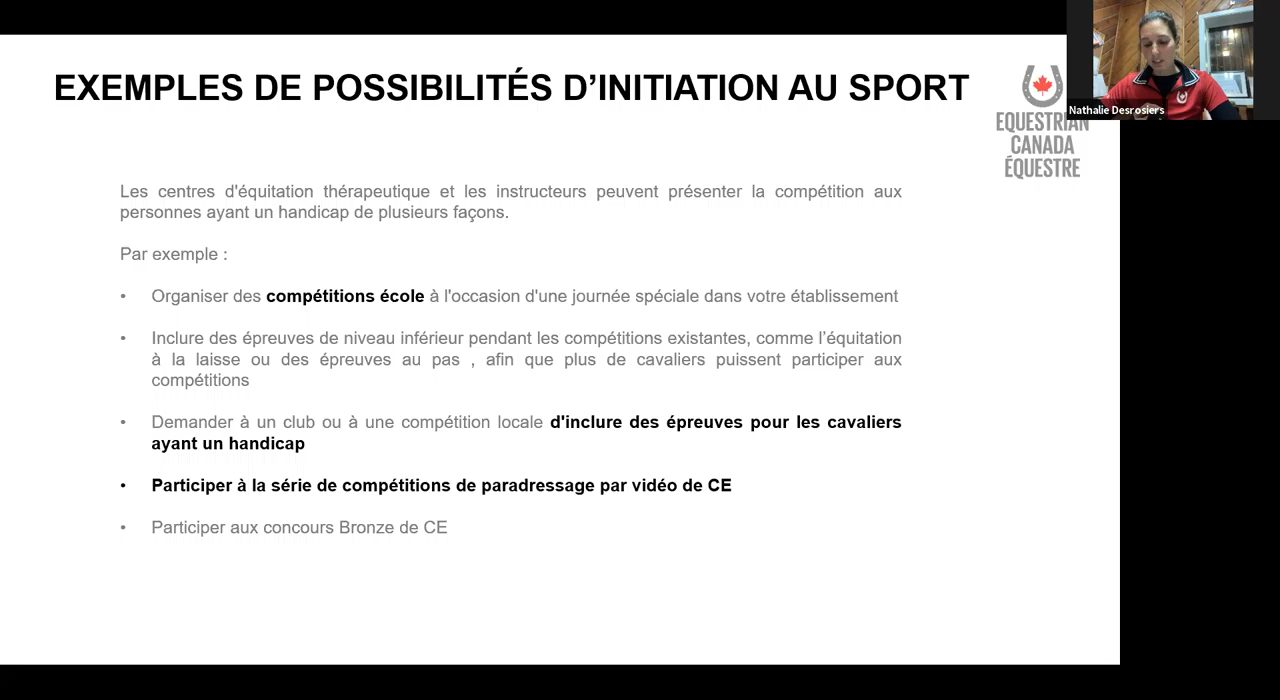 EXEMPLES DE POSSIBILITÉS D’INITIATION AU SPORT
EQUESTRIAN
CANADA
ÉQUESTRE
Nathalie Desrosiers
Les centres d'équitation thérapeutique et les instructeurs peuvent présenter la compétition aux
personnes ayant un handicap de plusieurs façons.
Par exemple :
• Organiser des compétitions école à l'occasion d'une journée spéciale dans votre établissement
• Inclure des épreuves de niveau inférieur pendant les compétitions existantes, comme l’équitation
à la laisse ou des épreuves au pas , afin que plus de cavaliers puissent participer aux
compétitions
• Demander à un club ou à une compétition locale d'inclure des épreuves pour les cavaliers
ayant un handicap
• Participer à la série de compétitions de paradressage par vidéo de CE
• Participer aux concours Bronze de CE